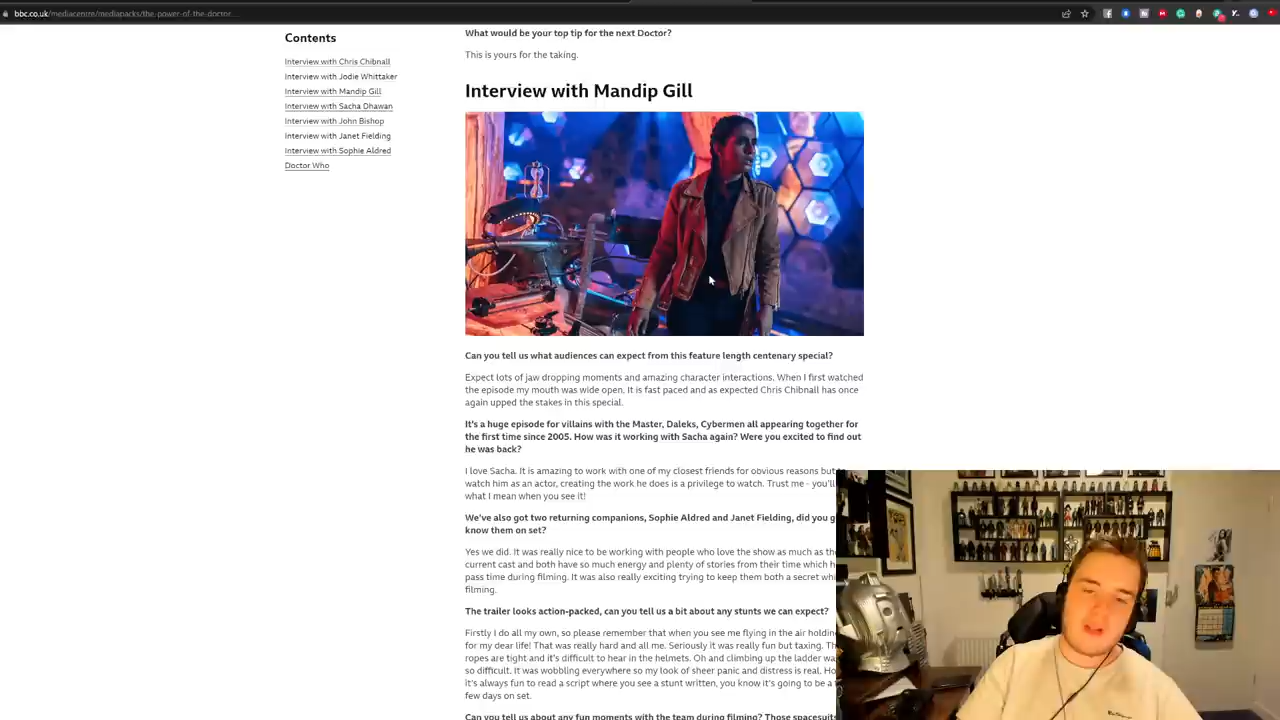 bbc.co.uk/mediacentre/mediapacks/the-power-of-the-doctor...
Contents
Interview with Chris Chibnall
Interview with Jodie Whittaker
Interview with Mandip Gill
Interview with Sacha Dhawan
Interview with John Bishop
Interview with Janet Fielding
Interview with Sophie Aldred
Doctor Who
What would be your top tip for the next Doctor?
This is yours for the taking.
Interview with Mandip Gill
Can you tell us what audiences can expect from this feature length centenary special?
Expect lots of jaw dropping moments and amazing character interactions. When I first watched
the episode my mouth was wide open. It is fast paced and as expected Chris Chibnall has once
again upped the stakes in this special.
It's a huge episode for villains with the Master, Daleks, Cybermen all appearing together for
the first time since 2005. How was it working with Sacha again? Were you excited to find out
he was back?
I love Sacha. It is amazing to work with one of my closest friends for obvious reasons but
watch him as an actor, creating the work he does is a privilege to watch. Trust me - you'll
what I mean when you see it!
We've also got two returning companions, Sophie Aldred and Janet Fielding, did you g
know them on set?
Yes we did. It was really nice to be working with people who love the show as much as th
current cast and both have so much energy and plenty of stories from their time which h
pass time during filming. It was also really exciting trying to keep them both a secret whi
filming.
The trailer looks action-packed, can you tell us a bit about any stunts we can expect?
Firstly I do all my own, so please remember that when you see me flying in the air holdin
for my dear life! That was really hard and all me. Seriously it was really fun but taxing. Th
ropes are tight and it's difficult to hear in the helmets. Oh and climbing up the ladder wa
so difficult. It was wobbling everywhere so my look of sheer panic and distress is real. Ho
it's always fun to read a script where you see a stunt written, you know it's going to be a
few days on set.
Can you tell us about any fun moments with the team during filming? Those spacesuits